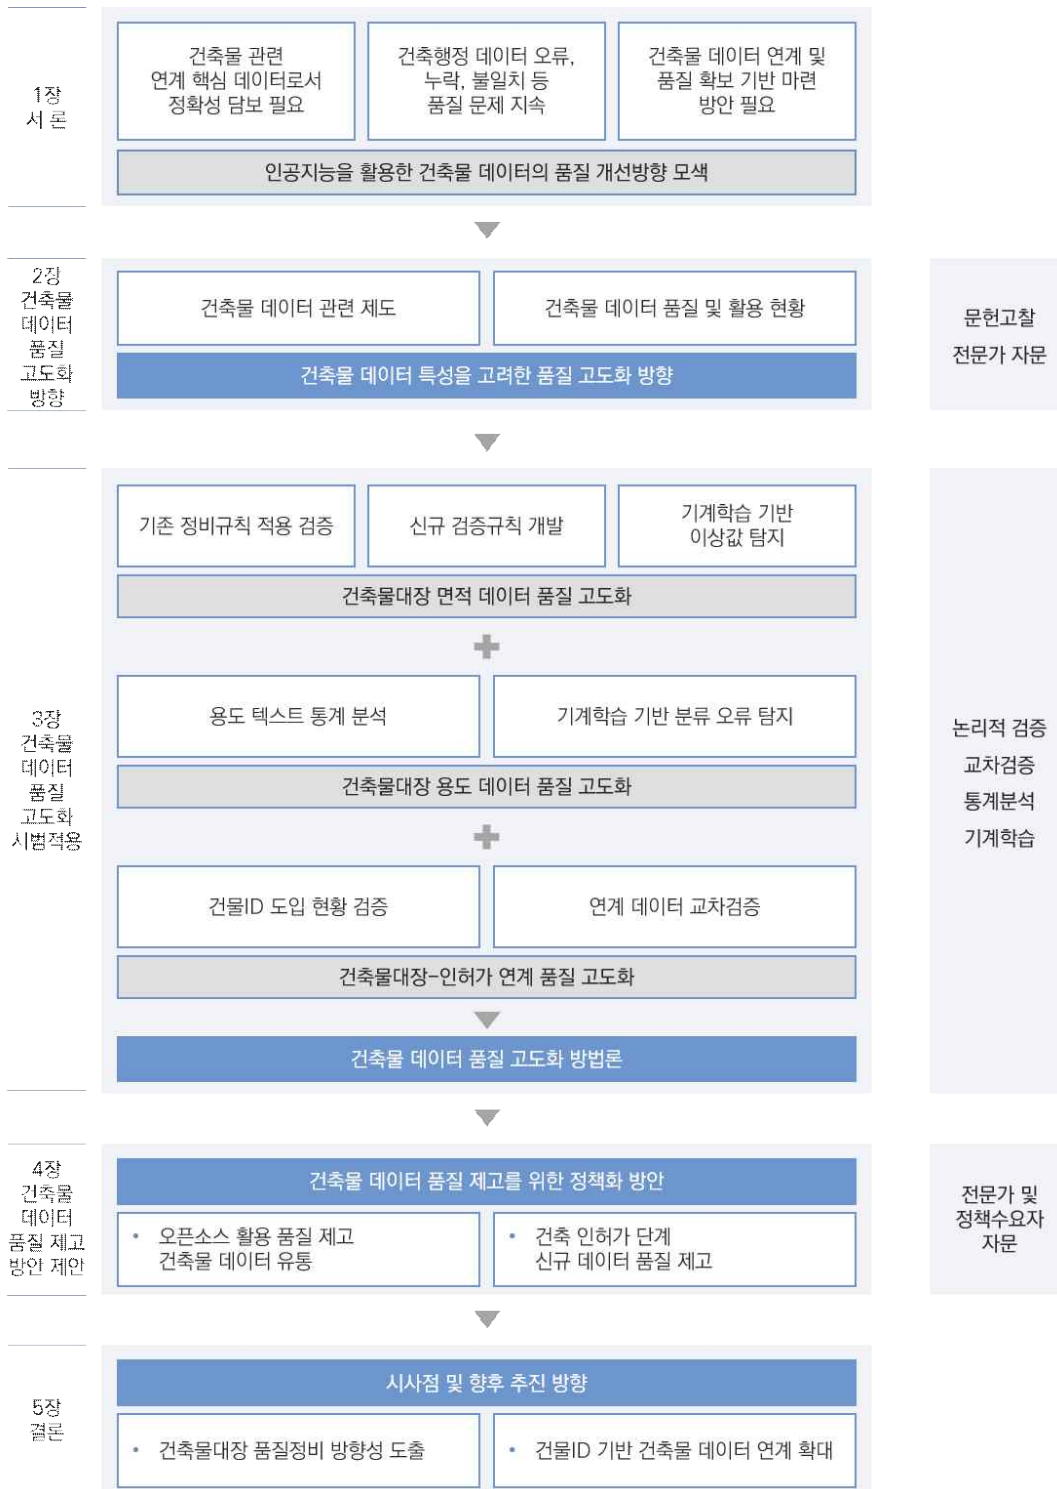 1장
서 론
건축물 관련
연계 핵심 데이터로서
정확성 담보 필요
건축행정 데이터 오류,
누락, 불일치 등
품질 문제 지속
건축물 데이터 연계 및
품질 확보 기반 마련
방안 필요
인공지능을 활용한 건축물 데이터의 품질 개선방향 모색
2장
건축물
데이터
품질
고도화
방향
건축물 데이터 관련 제도
건축물 데이터 품질 및 활용 현황
건축물 데이터 특성을 고려한 품질 고도화 방향
문헌고찰
전문가 자문
3장
건축물
데이터
품질
고도화
시범적용
기존 정비규칙 적용 검증
신규 검증규칙 개발
기계학습 기반
이상값 탐지
건축물대장 면적 데이터 품질 고도화
용도 텍스트 통계 분석
기계학습 기반 분류 오류 탐지
건축물대장 용도 데이터 품질 고도화
건물ID 도입 현황 검증
연계 데이터 교차검증
건축물대장-인허가 연계 품질 고도화
건축물 데이터 품질 고도화 방법론
논리적 검증
교차검증
통계분석
기계학습
4장
건축물
데이터
품질 제고
방안 제안
건축물 데이터 품질 제고를 위한 정책화 방안
• 오픈소스 활용 품질 제고
건축물 데이터 유통
• 건축 인허가 단계
신규 데이터 품질 제고
전문가 및
정책수요자
자문
5장
결론
시사점 및 향후 추진 방향
• 건축물대장 품질정비 방향성 도출
• 건물ID 기반 건축물 데이터 연계 확대